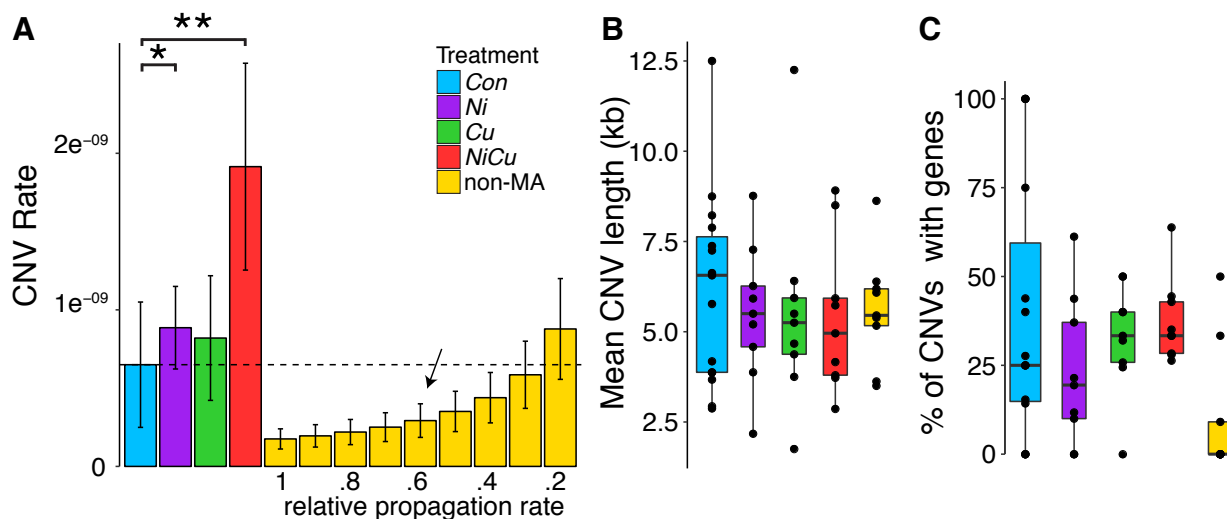 A
**
*
CNV Rate
2e-09
1e-09
0
1 .8 .6 .4 .2
relative propagation rate
Treatment
Con
Ni
Cu
NiCu
non-MA
B
Mean CNV length (kb)
12.5
10.0
7.5
5.0
2.5
C
% of CNVs with genes
100
75
50
25
0